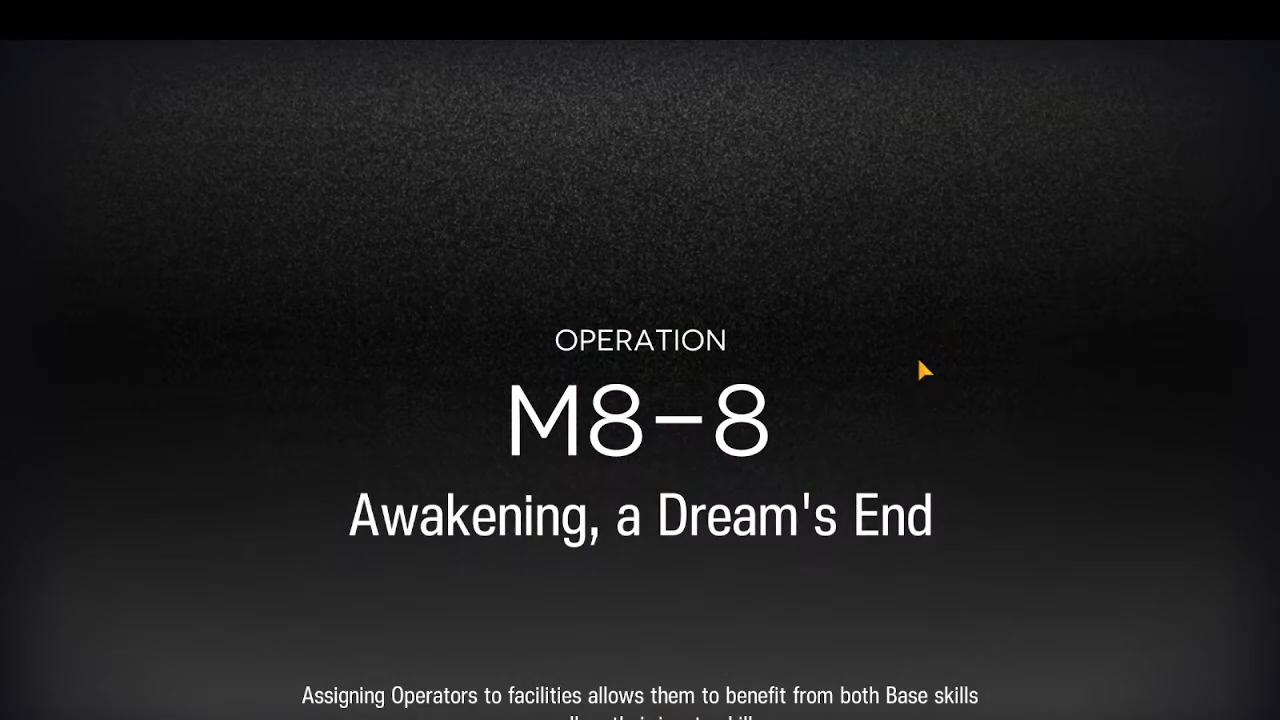 OPERATION
M8-8
Awakening, a Dream's End
Assigning Operators to facilities allows them to benefit from both Base skills